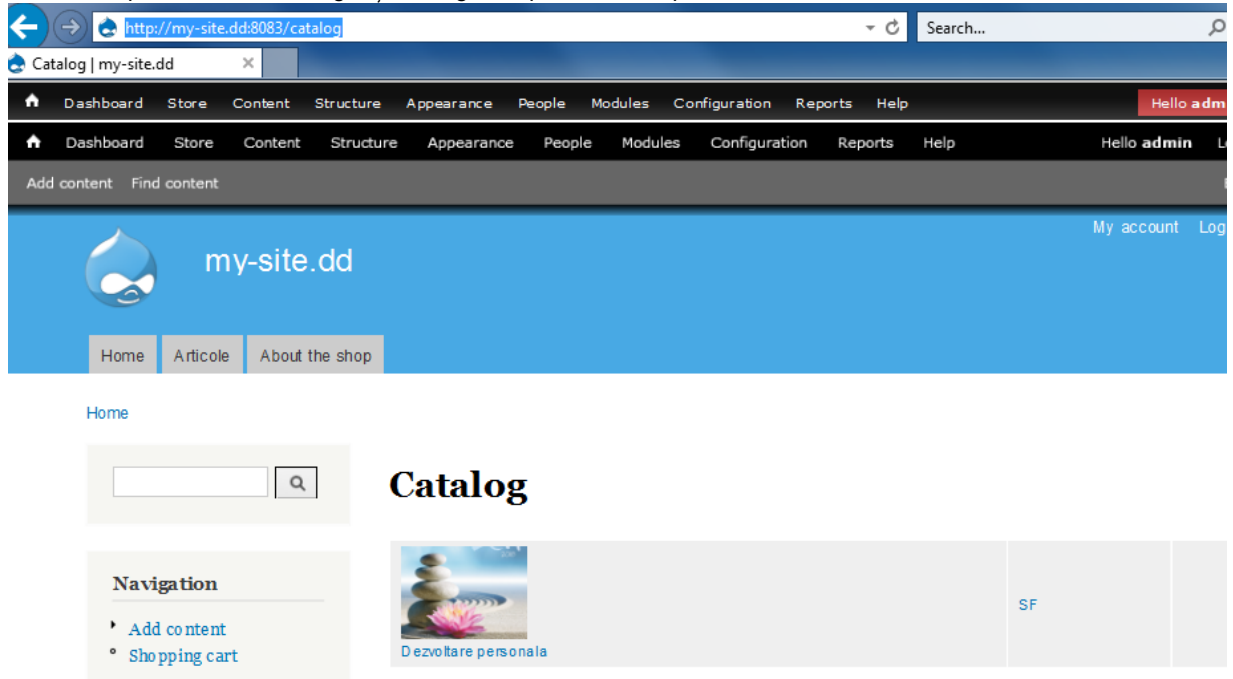 http://my-site.dd:8083/catalog Search...
Catalog | my-site.dd
Dashboard Store Content Structure Appearance People Modules Configuration Reports Help Hello adm
Dashboard Store Content Structure Appearance People Modules Configuration Reports Help Hello admin
Add content Find content
My account Log
my-site.dd
Home Articole About the shop
Home
Catalog
Navigation
Add content
Shopping cart
SF
Dezvoltare personala